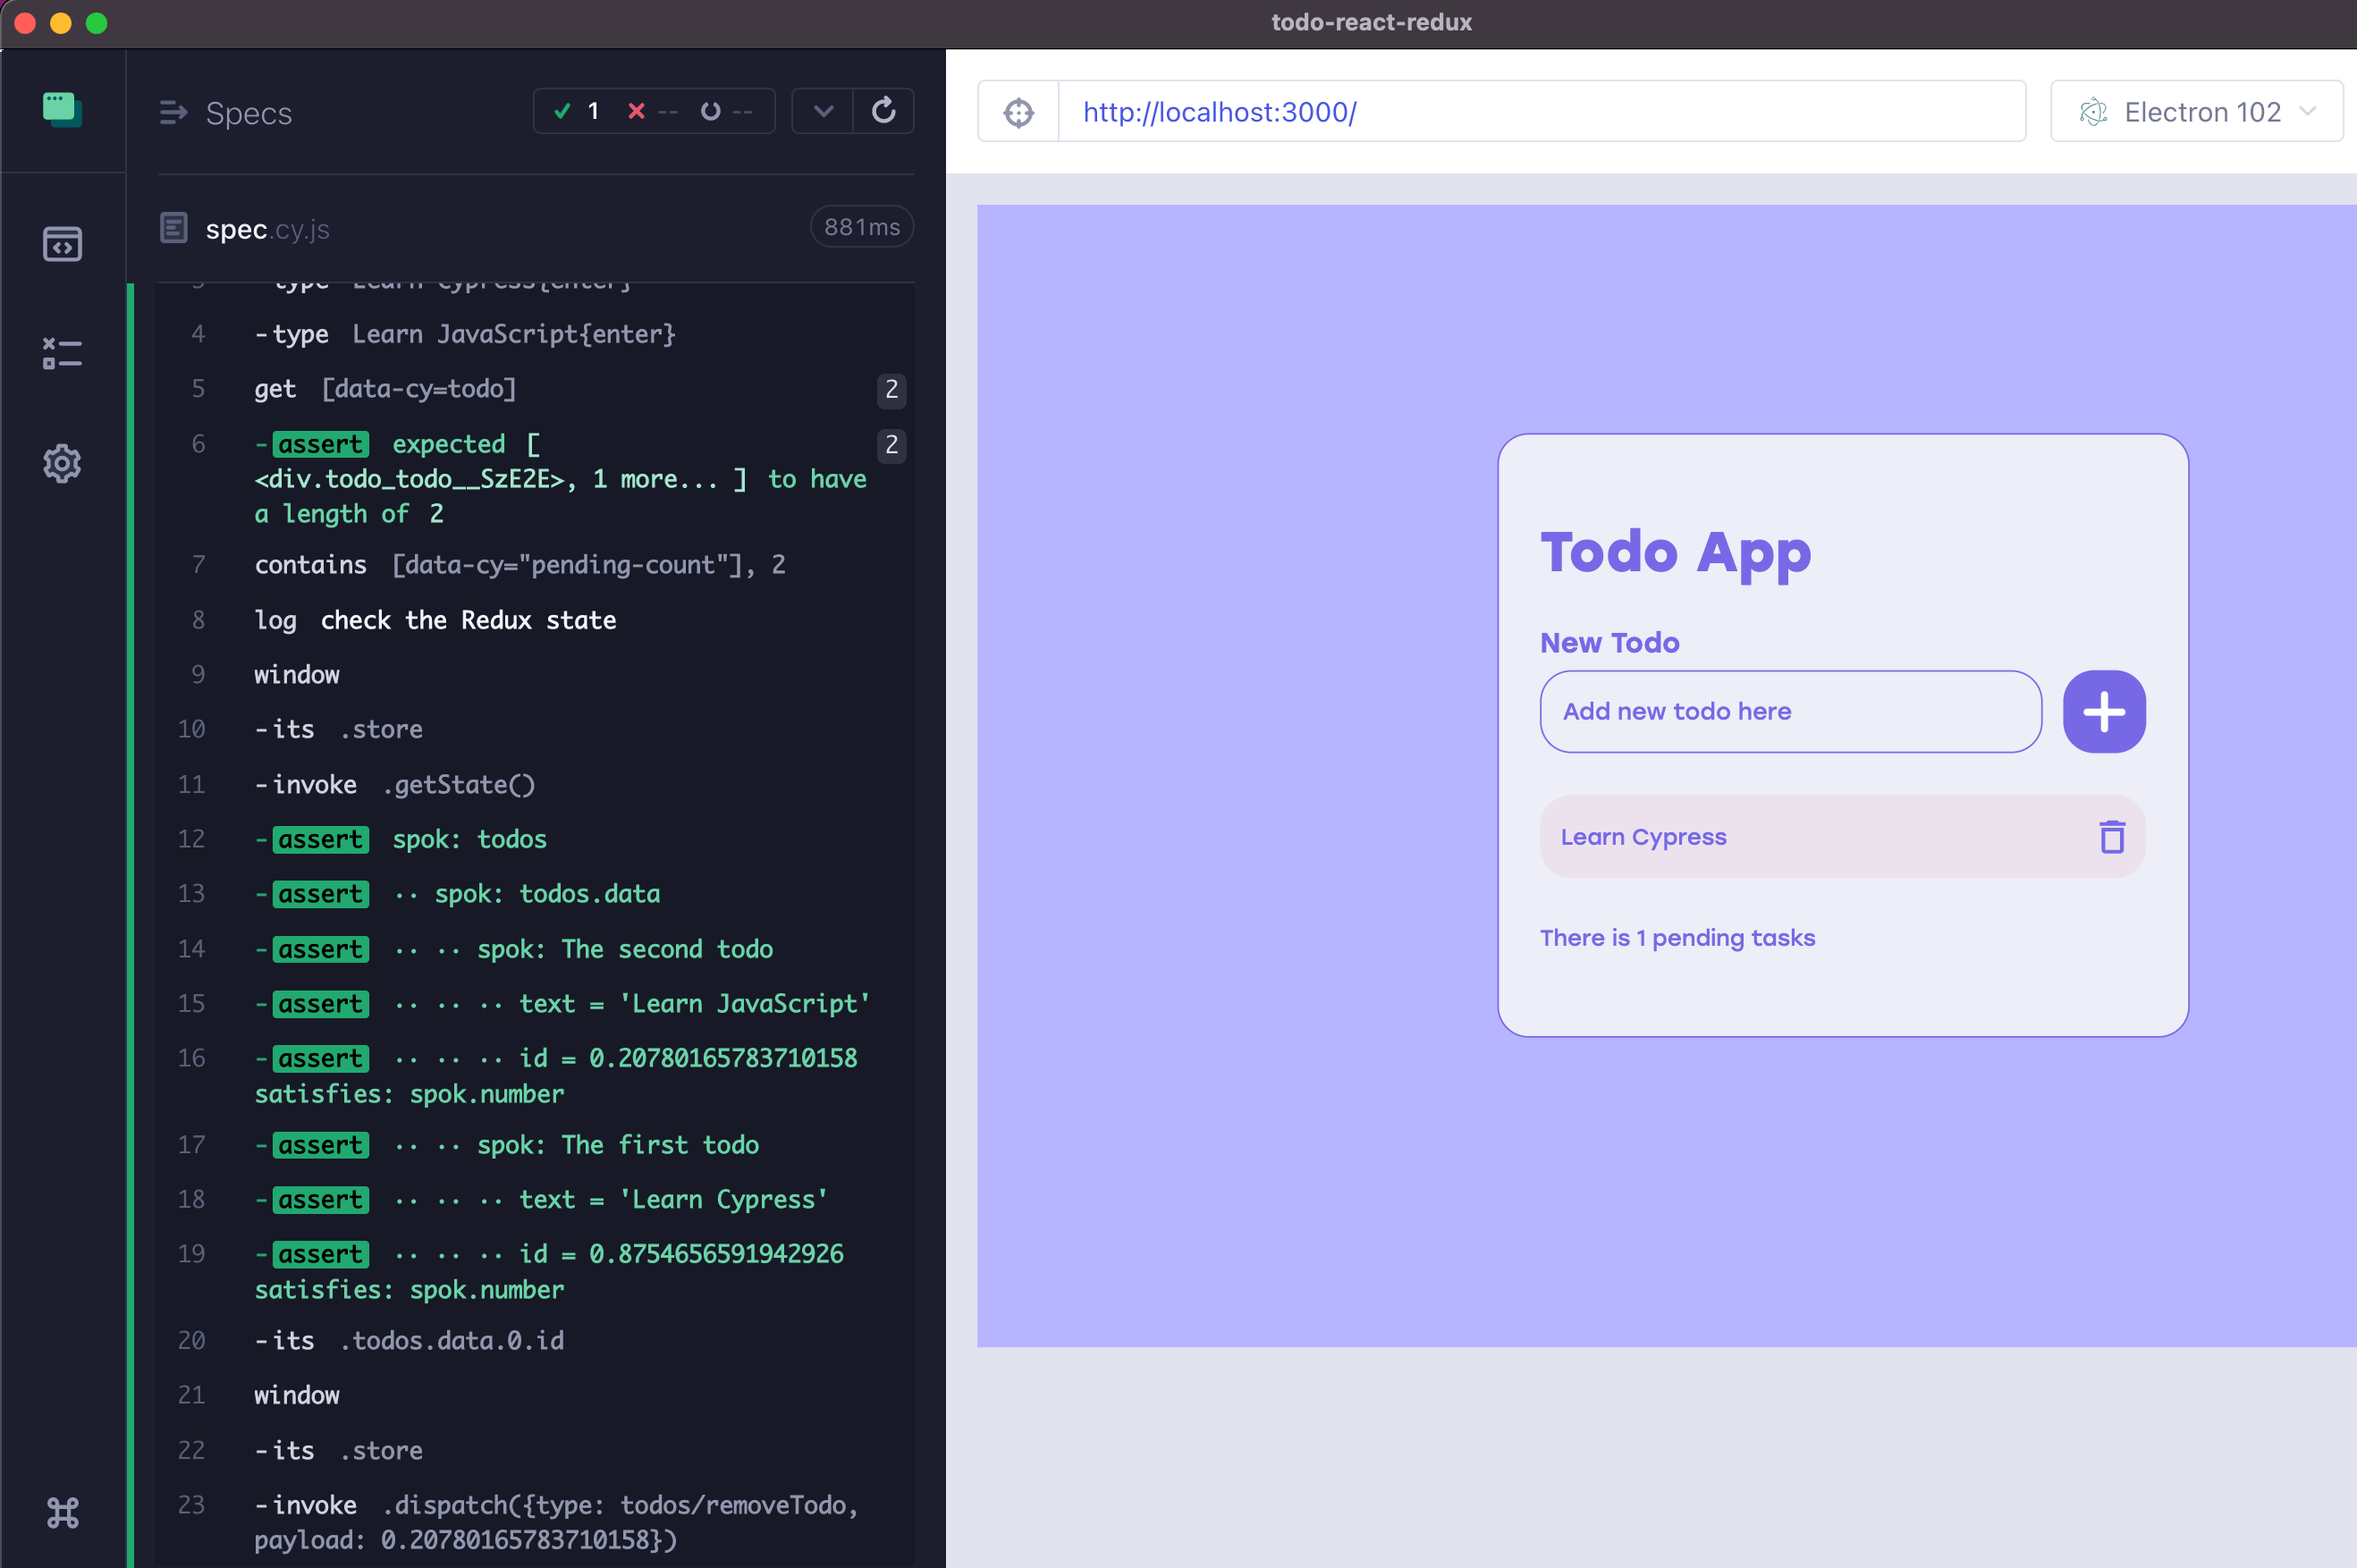 todo-react-redux
Specs
1 -- --
http://localhost:3000/
Electron 102
spec.cy.js
881ms
3 -type Learn Cypress{enter}
4 -type Learn JavaScript{enter}
5 get [data-cy=todo] 2
6 -assert expected [ 2
<div.todo_todo__SzE2E>, 1 more... ] to have
a length of 2
7 contains [data-cy="pending-count"], 2
8 log check the Redux state
9 window
10 -its .store
11 -invoke .getState()
12 -assert spok: todos
13 -assert ·· spok: todos.data
14 -assert ·· ·· spok: The second todo
15 -assert ·· ·· ·· text = 'Learn JavaScript'
16 -assert ·· ·· ·· id = 0.20780165783710158
satisfies: spok.number
17 -assert ·· ·· spok: The first todo
18 -assert ·· ·· ·· text = 'Learn Cypress'
19 -assert ·· ·· ·· id = 0.8754656591942926
satisfies: spok.number
20 -its .todos.data.0.id
21 window
22 -its .store
23 -invoke .dispatch({type: todos/removeTodo,
payload: 0.20780165783710158})
Todo App
New Todo
Add new todo here
Learn Cypress
There is 1 pending tasks